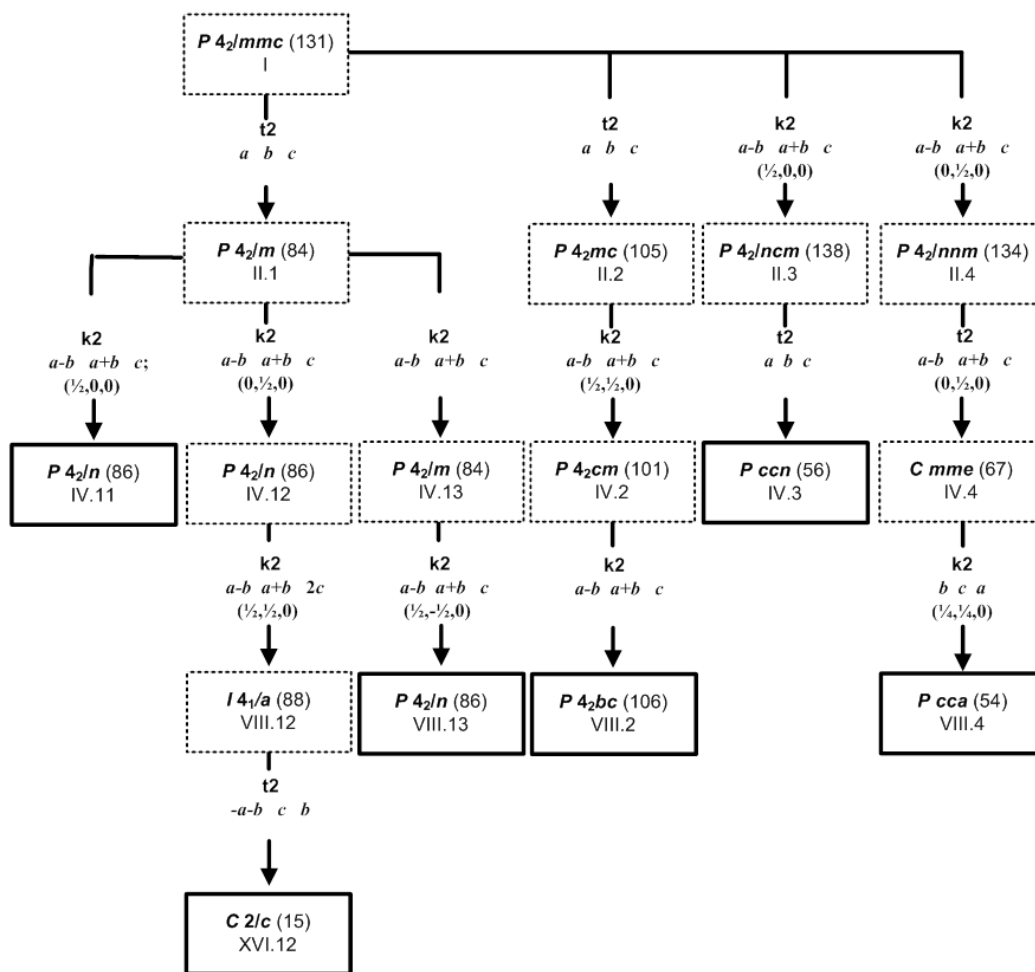 P 4₂/mmc (131)
I
t2
a b c
t2
a b c
k2
a-b a+b c
(½,0,0)
k2
a-b a+b c
(0,½,0)
P 4₂/m (84)
II.1
P 4₂mc (105)
II.2
P 4₂/ncm (138)
II.3
P 4₂/nnm (134)
II.4
k2
a-b a+b c;
(½,0,0)
k2
a-b a+b c
(0,½,0)
k2
a-b a+b c
k2
a-b a+b c
(½,½,0)
t2
a b c
t2
a-b a+b c
(0,½,0)
P 4₂/n (86)
IV.11
P 4₂/n (86)
IV.12
P 4₂/m (84)
IV.13
P 4₂cm (101)
IV.2
P ccn (56)
IV.3
C mme (67)
IV.4
k2
a-b a+b 2c
(½,½,0)
k2
a-b a+b c
(½,-½,0)
k2
a-b a+b c
k2
b c a
(¼,¼,0)
I 4₁/a (88)
VIII.12
P 4₂/n (86)
VIII.13
P 4₂bc (106)
VIII.2
P cca (54)
VIII.4
t2
-a-b c b
C 2/c (15)
XVI.12